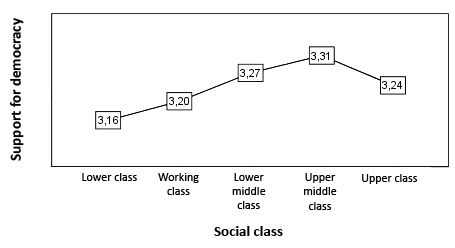 Support for democracy
3,31
3,27
3,24
3,20
3,16
Lower class
Working
class
Lower
middle
class
Upper
middle
class
Upper class
Social class